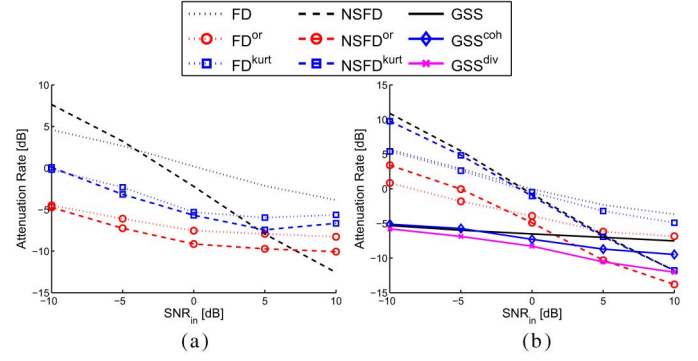 FD NSFD GSS
FD^or NSFD^or GSS^coh
FD^kurt NSFD^kurt GSS^div
Attenuation Rate [dB]
10
5
0
−5
−10
−15
−10 −5 0 5 10
SNR_in [dB]
(a)
Attenuation Rate [dB]
15
10
5
0
−5
−10
−15
−10 −5 0 5 10
SNR_in [dB]
(b)